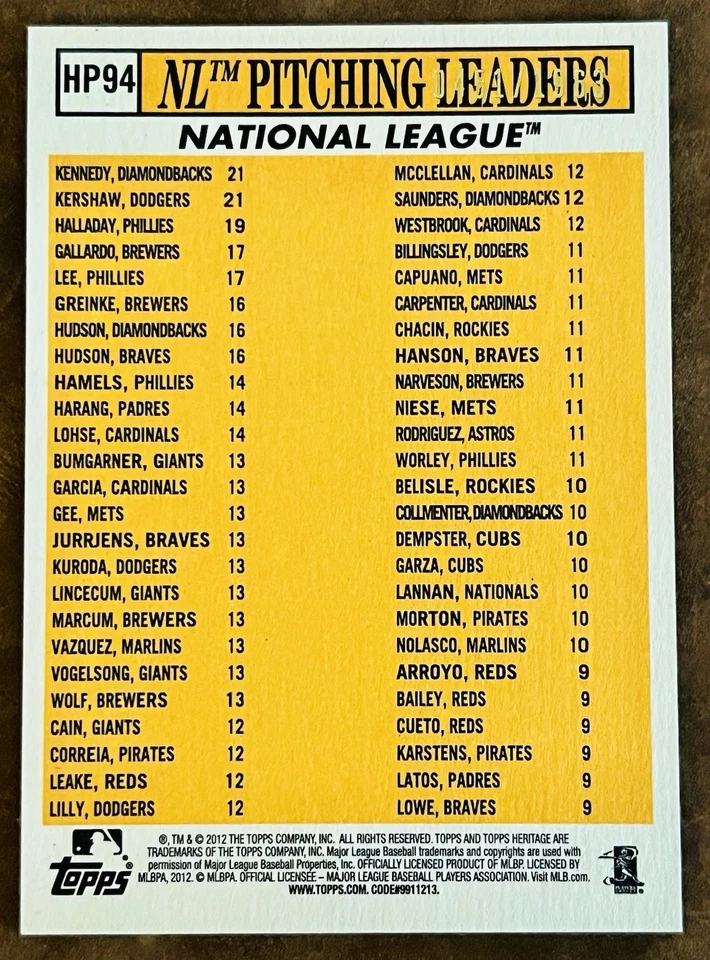 HP94
NL™ PITCHING LEADERS
0451/1963
NATIONAL LEAGUE™
KENNEDY, DIAMONDBACKS 21
KERSHAW, DODGERS 21
HALLADAY, PHILLIES 19
GALLARDO, BREWERS 17
LEE, PHILLIES 17
GREINKE, BREWERS 16
HUDSON, DIAMONDBACKS 16
HUDSON, BRAVES 16
HAMELS, PHILLIES 14
HARANG, PADRES 14
LOHSE, CARDINALS 14
BUMGARNER, GIANTS 13
GARCIA, CARDINALS 13
GEE, METS 13
JURRJENS, BRAVES 13
KURODA, DODGERS 13
LINCECUM, GIANTS 13
MARCUM, BREWERS 13
VAZQUEZ, MARLINS 13
VOGELSONG, GIANTS 13
WOLF, BREWERS 13
CAIN, GIANTS 12
CORREIA, PIRATES 12
LEAKE, REDS 12
LILLY, DODGERS 12
MCCLELLAN, CARDINALS 12
SAUNDERS, DIAMONDBACKS 12
WESTBROOK, CARDINALS 12
BILLINGSLEY, DODGERS 11
CAPUANO, METS 11
CARPENTER, CARDINALS 11
CHACIN, ROCKIES 11
HANSON, BRAVES 11
NARVESON, BREWERS 11
NIESE, METS 11
RODRIGUEZ, ASTROS 11
WORLEY, PHILLIES 11
BELISLE, ROCKIES 10
COLLMENTER, DIAMONDBACKS 10
DEMPSTER, CUBS 10
GARZA, CUBS 10
LANNAN, NATIONALS 10
MORTON, PIRATES 10
NOLASCO, MARLINS 10
ARROYO, REDS 9
BAILEY, REDS 9
CUETO, REDS 9
KARSTENS, PIRATES 9
LATOS, PADRES 9
LOWE, BRAVES 9
topps®
®, TM & © 2012 THE TOPPS COMPANY, INC. ALL RIGHTS RESERVED. TOPPS AND TOPPS HERITAGE ARE
TRADEMARKS OF THE TOPPS COMPANY, INC. Major League Baseball trademarks and copyrights are used with
permission of Major League Baseball Properties, Inc. OFFICIALLY LICENSED PRODUCT OF MLBP. LICENSED BY
MLBPA, 2012. © MLBPA. OFFICIAL LICENSEE – MAJOR LEAGUE BASEBALL PLAYERS ASSOCIATION. Visit MLB.com.
WWW.TOPPS.COM. CODE#9911213.